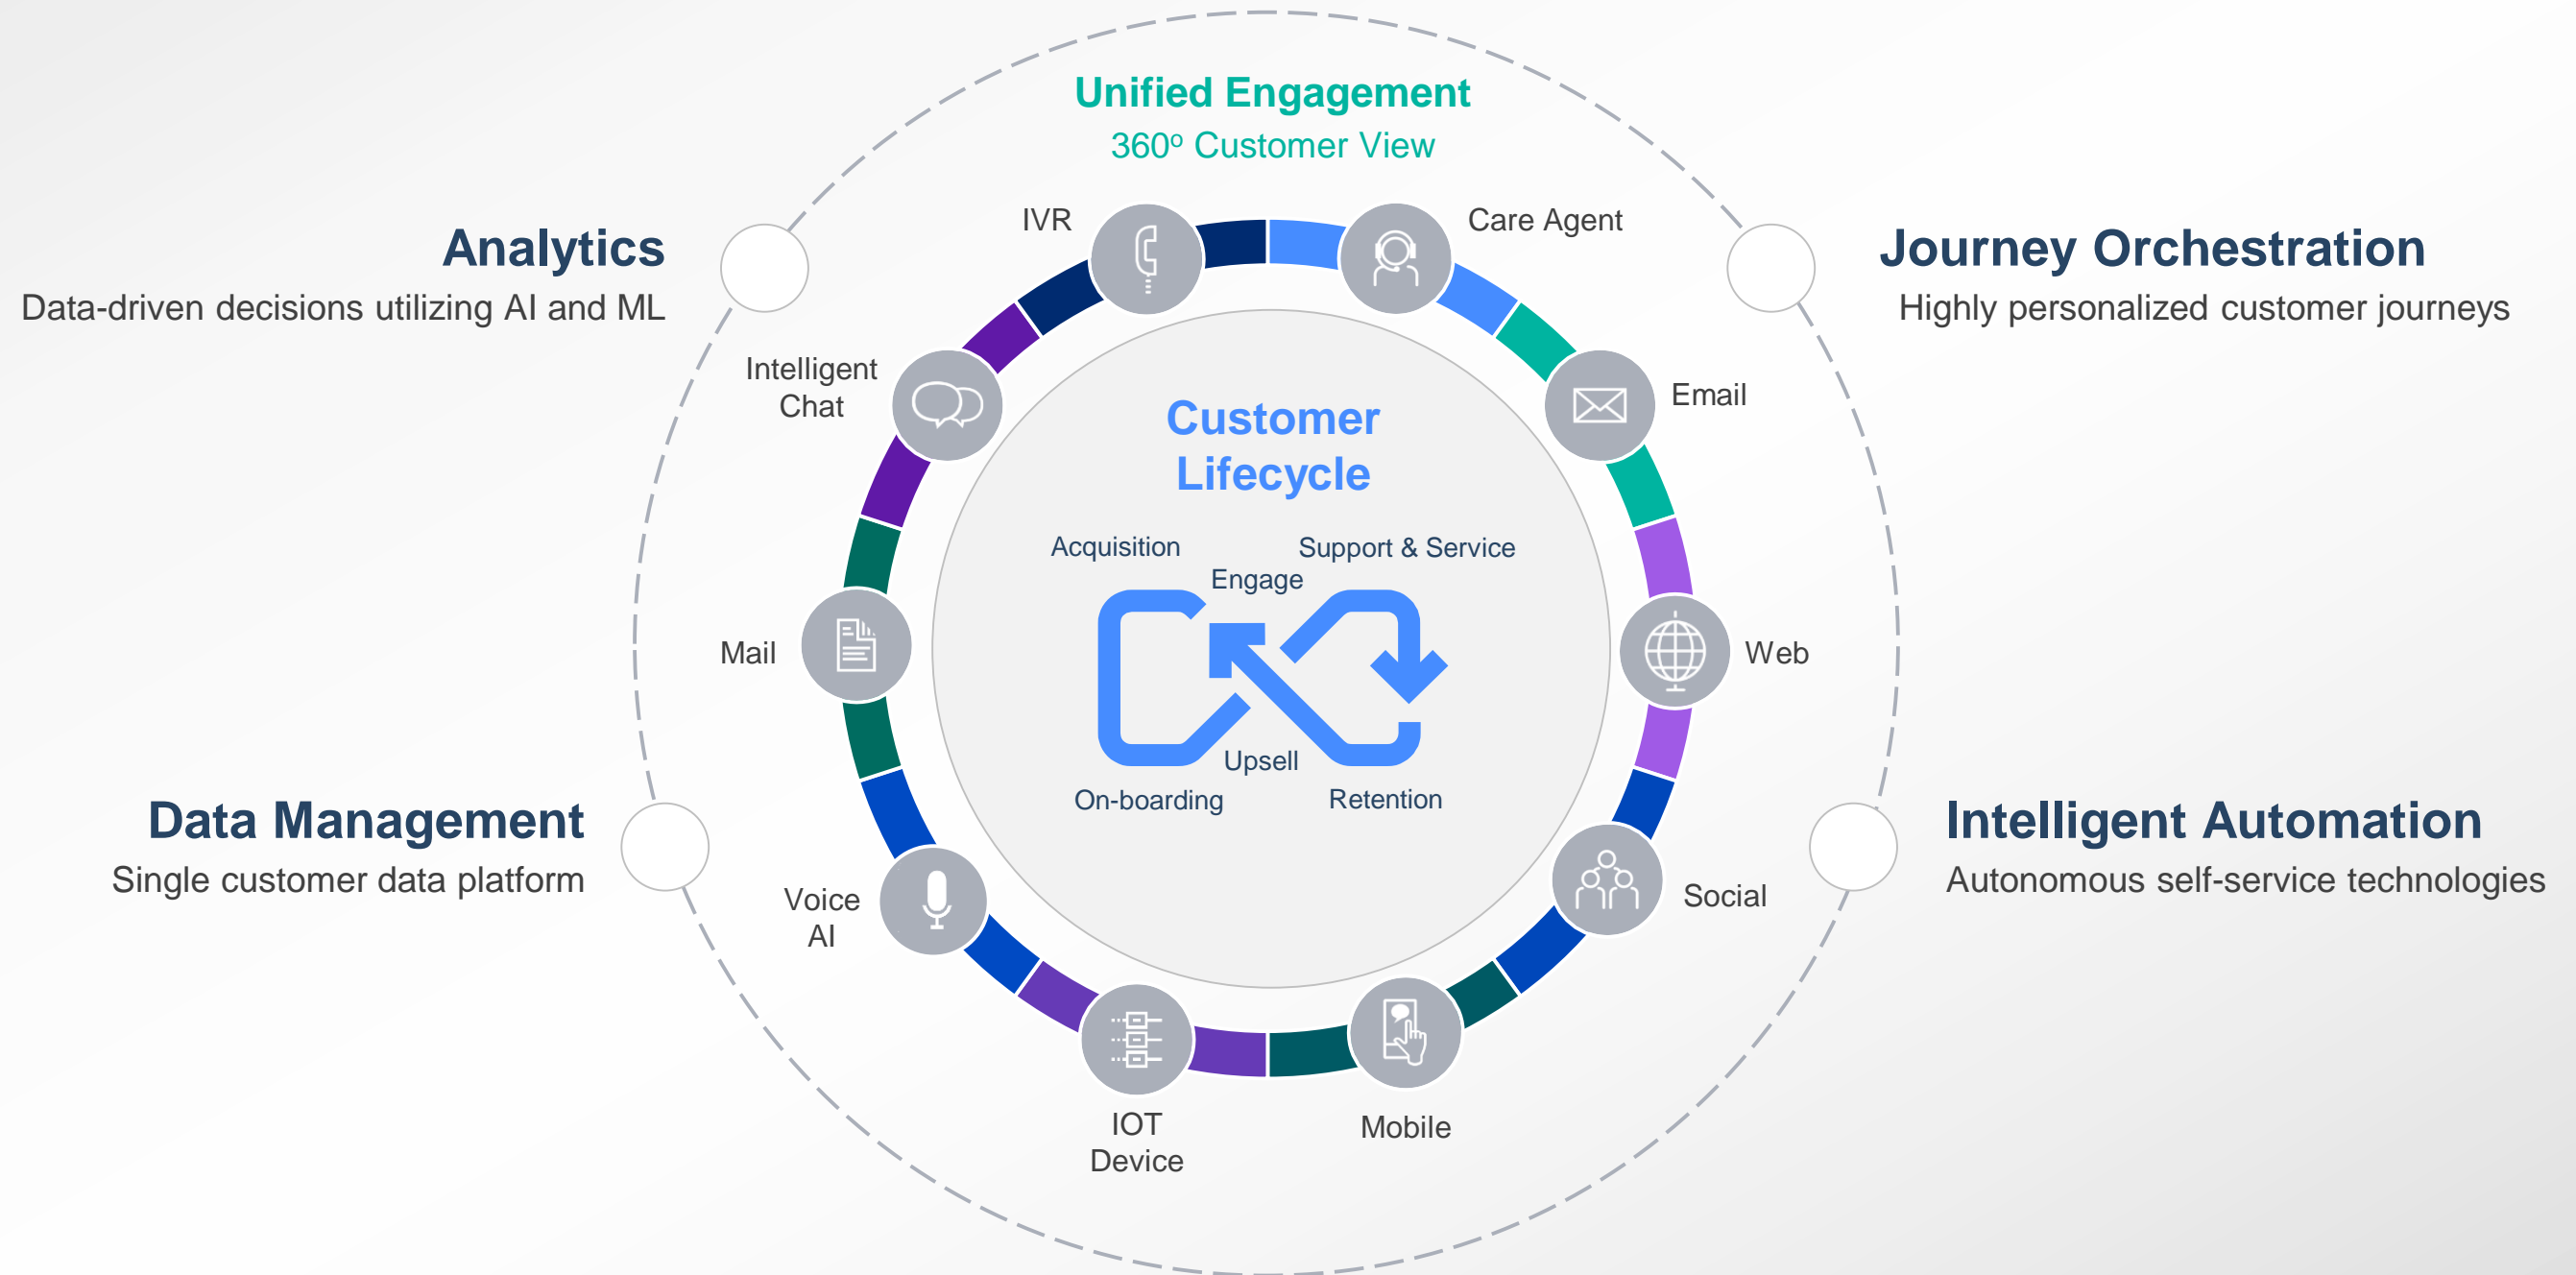 Unified Engagement
360º Customer View
Analytics
Data-driven decisions utilizing AI and ML
Journey Orchestration
Highly personalized customer journeys
IVR
Care Agent
Intelligent
Chat
Email
Customer
Lifecycle
Acquisition
Support & Service
Engage
Mail
Web
Upsell
On-boarding
Retention
Data Management
Single customer data platform
Intelligent Automation
Autonomous self-service technologies
Voice
AI
Social
IOT
Device
Mobile